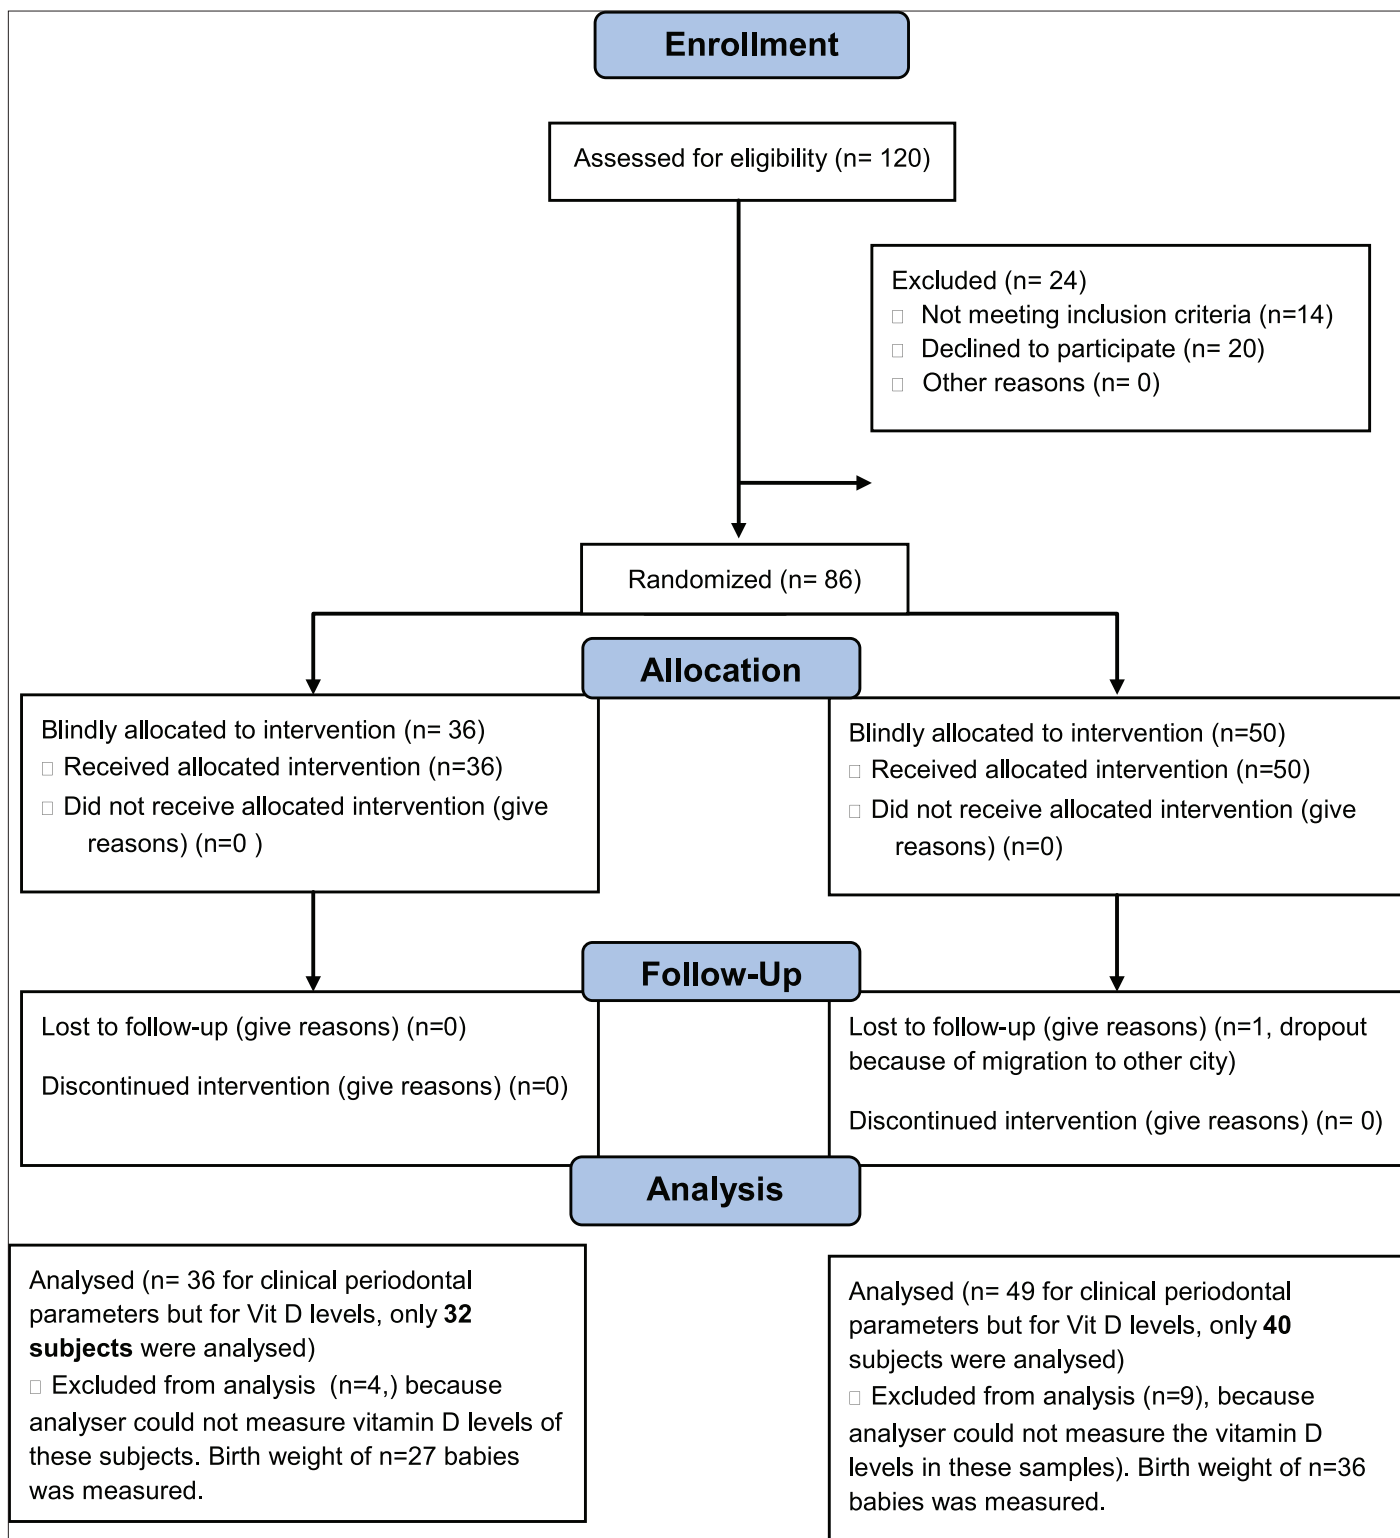 Enrollment
Assessed for eligibility (n= 120)
Excluded (n= 24)
□ Not meeting inclusion criteria (n=14)
□ Declined to participate (n= 20)
□ Other reasons (n= 0)
Randomized (n= 86)
Allocation
Blindly allocated to intervention (n= 36)
□ Received allocated intervention (n=36)
□ Did not receive allocated intervention (give
reasons) (n=0 )
Blindly allocated to intervention (n=50)
□ Received allocated intervention (n=50)
□ Did not receive allocated intervention (give
reasons) (n=0)
Follow-Up
Lost to follow-up (give reasons) (n=0)
Discontinued intervention (give reasons) (n=0)
Lost to follow-up (give reasons) (n=1, dropout
because of migration to other city)
Discontinued intervention (give reasons) (n= 0)
Analysis
Analysed (n= 36 for clinical periodontal
parameters but for Vit D levels, only 32
subjects were analysed)
□ Excluded from analysis  (n=4,) because
analyser could not measure vitamin D levels of
these subjects. Birth weight of n=27 babies
was measured.
Analysed (n= 49 for clinical periodontal
parameters but for Vit D levels, only 40
subjects were analysed)
□ Excluded from analysis (n=9), because
analyser could not measure the vitamin D
levels in these samples). Birth weight of n=36
babies was measured.